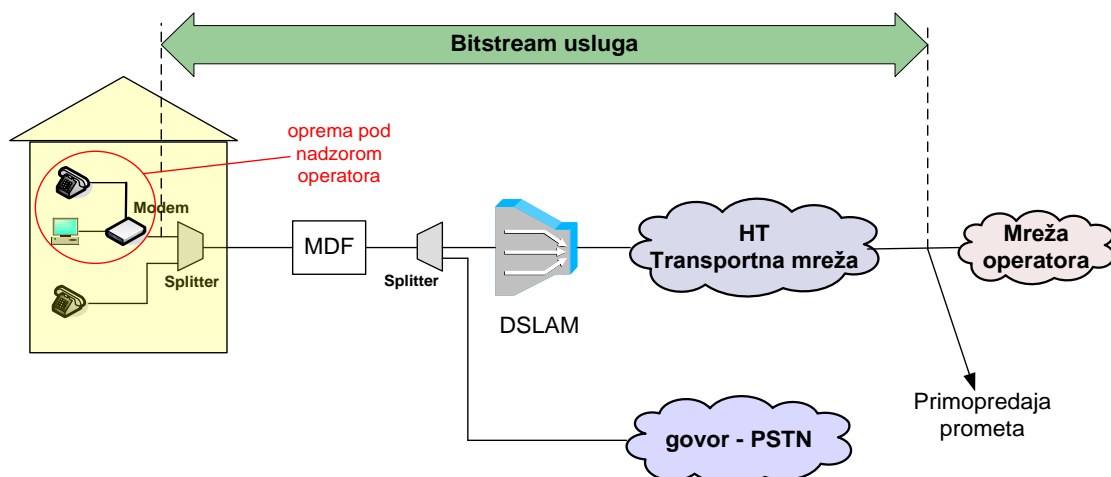 Bitstream usluga
oprema pod
nadzorom
operatora
Modem
Splitter
MDF
Splitter
DSLAM
HT
Transportna mreža
Mreža
operatora
govor - PSTN
Primopredaja
prometa